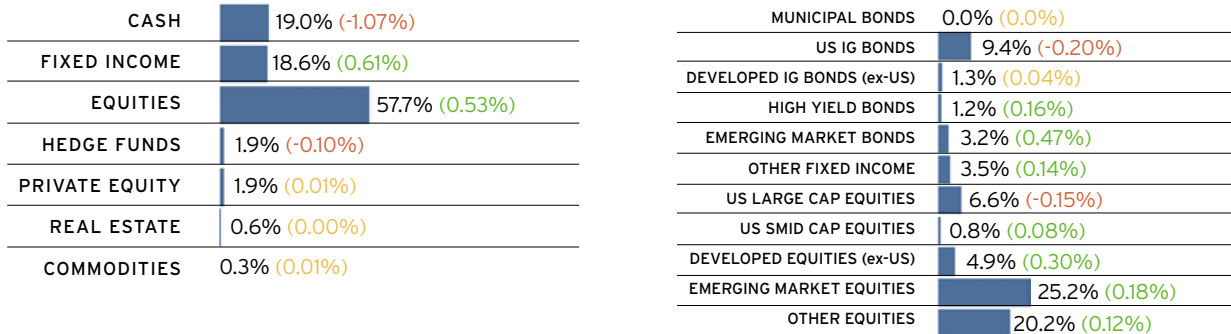 CASH 19.0% (-1.07%)
FIXED INCOME 18.6% (0.61%)
EQUITIES 57.7% (0.53%)
HEDGE FUNDS 1.9% (-0.10%)
PRIVATE EQUITY 1.9% (0.01%)
REAL ESTATE 0.6% (0.00%)
COMMODITIES 0.3% (0.01%)
MUNICIPAL BONDS 0.0% (0.0%)
US IG BONDS 9.4% (-0.20%)
DEVELOPED IG BONDS (ex-US) 1.3% (0.04%)
HIGH YIELD BONDS 1.2% (0.16%)
EMERGING MARKET BONDS 3.2% (0.47%)
OTHER FIXED INCOME 3.5% (0.14%)
US LARGE CAP EQUITIES 6.6% (-0.15%)
US SMID CAP EQUITIES 0.8% (0.08%)
DEVELOPED EQUITIES (ex-US) 4.9% (0.30%)
EMERGING MARKET EQUITIES 25.2% (0.18%)
OTHER EQUITIES 20.2% (0.12%)